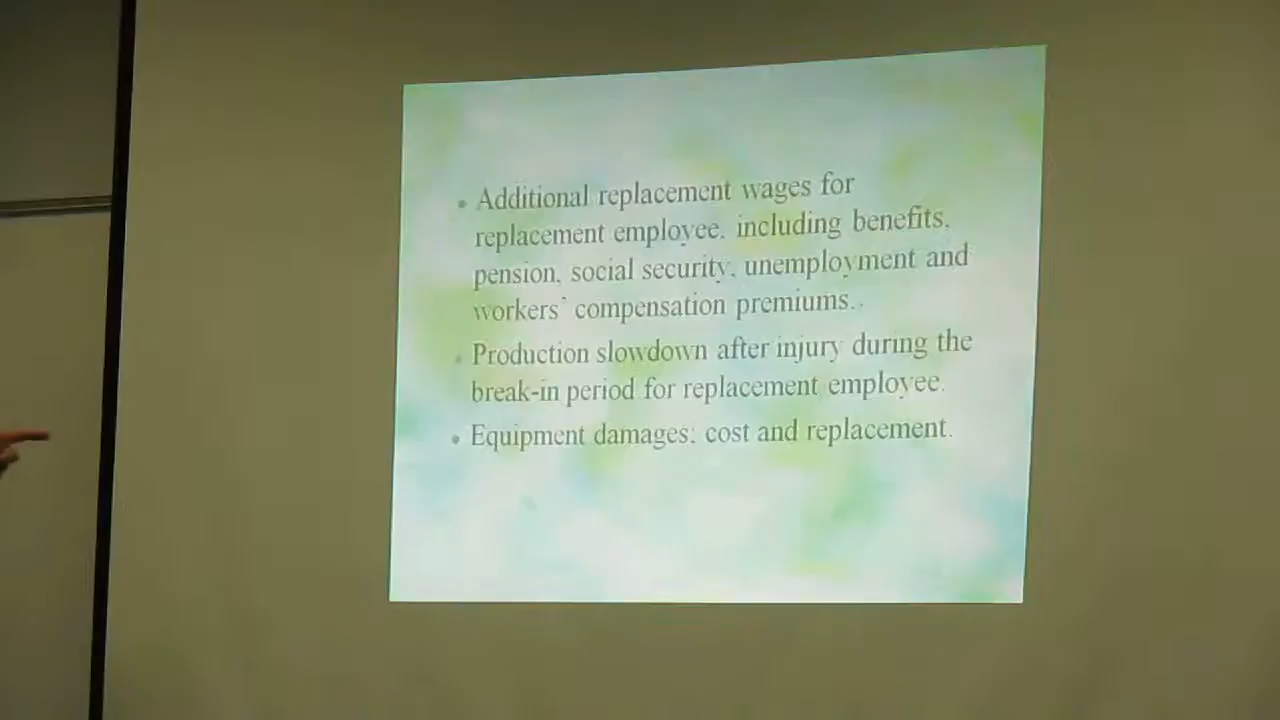 • Additional replacement wages for
replacement employee, including benefits,
pension, social security, unemployment and
workers' compensation premiums..
• Production slowdown after injury during the
break-in period for replacement employee.
• Equipment damages: cost and replacement.